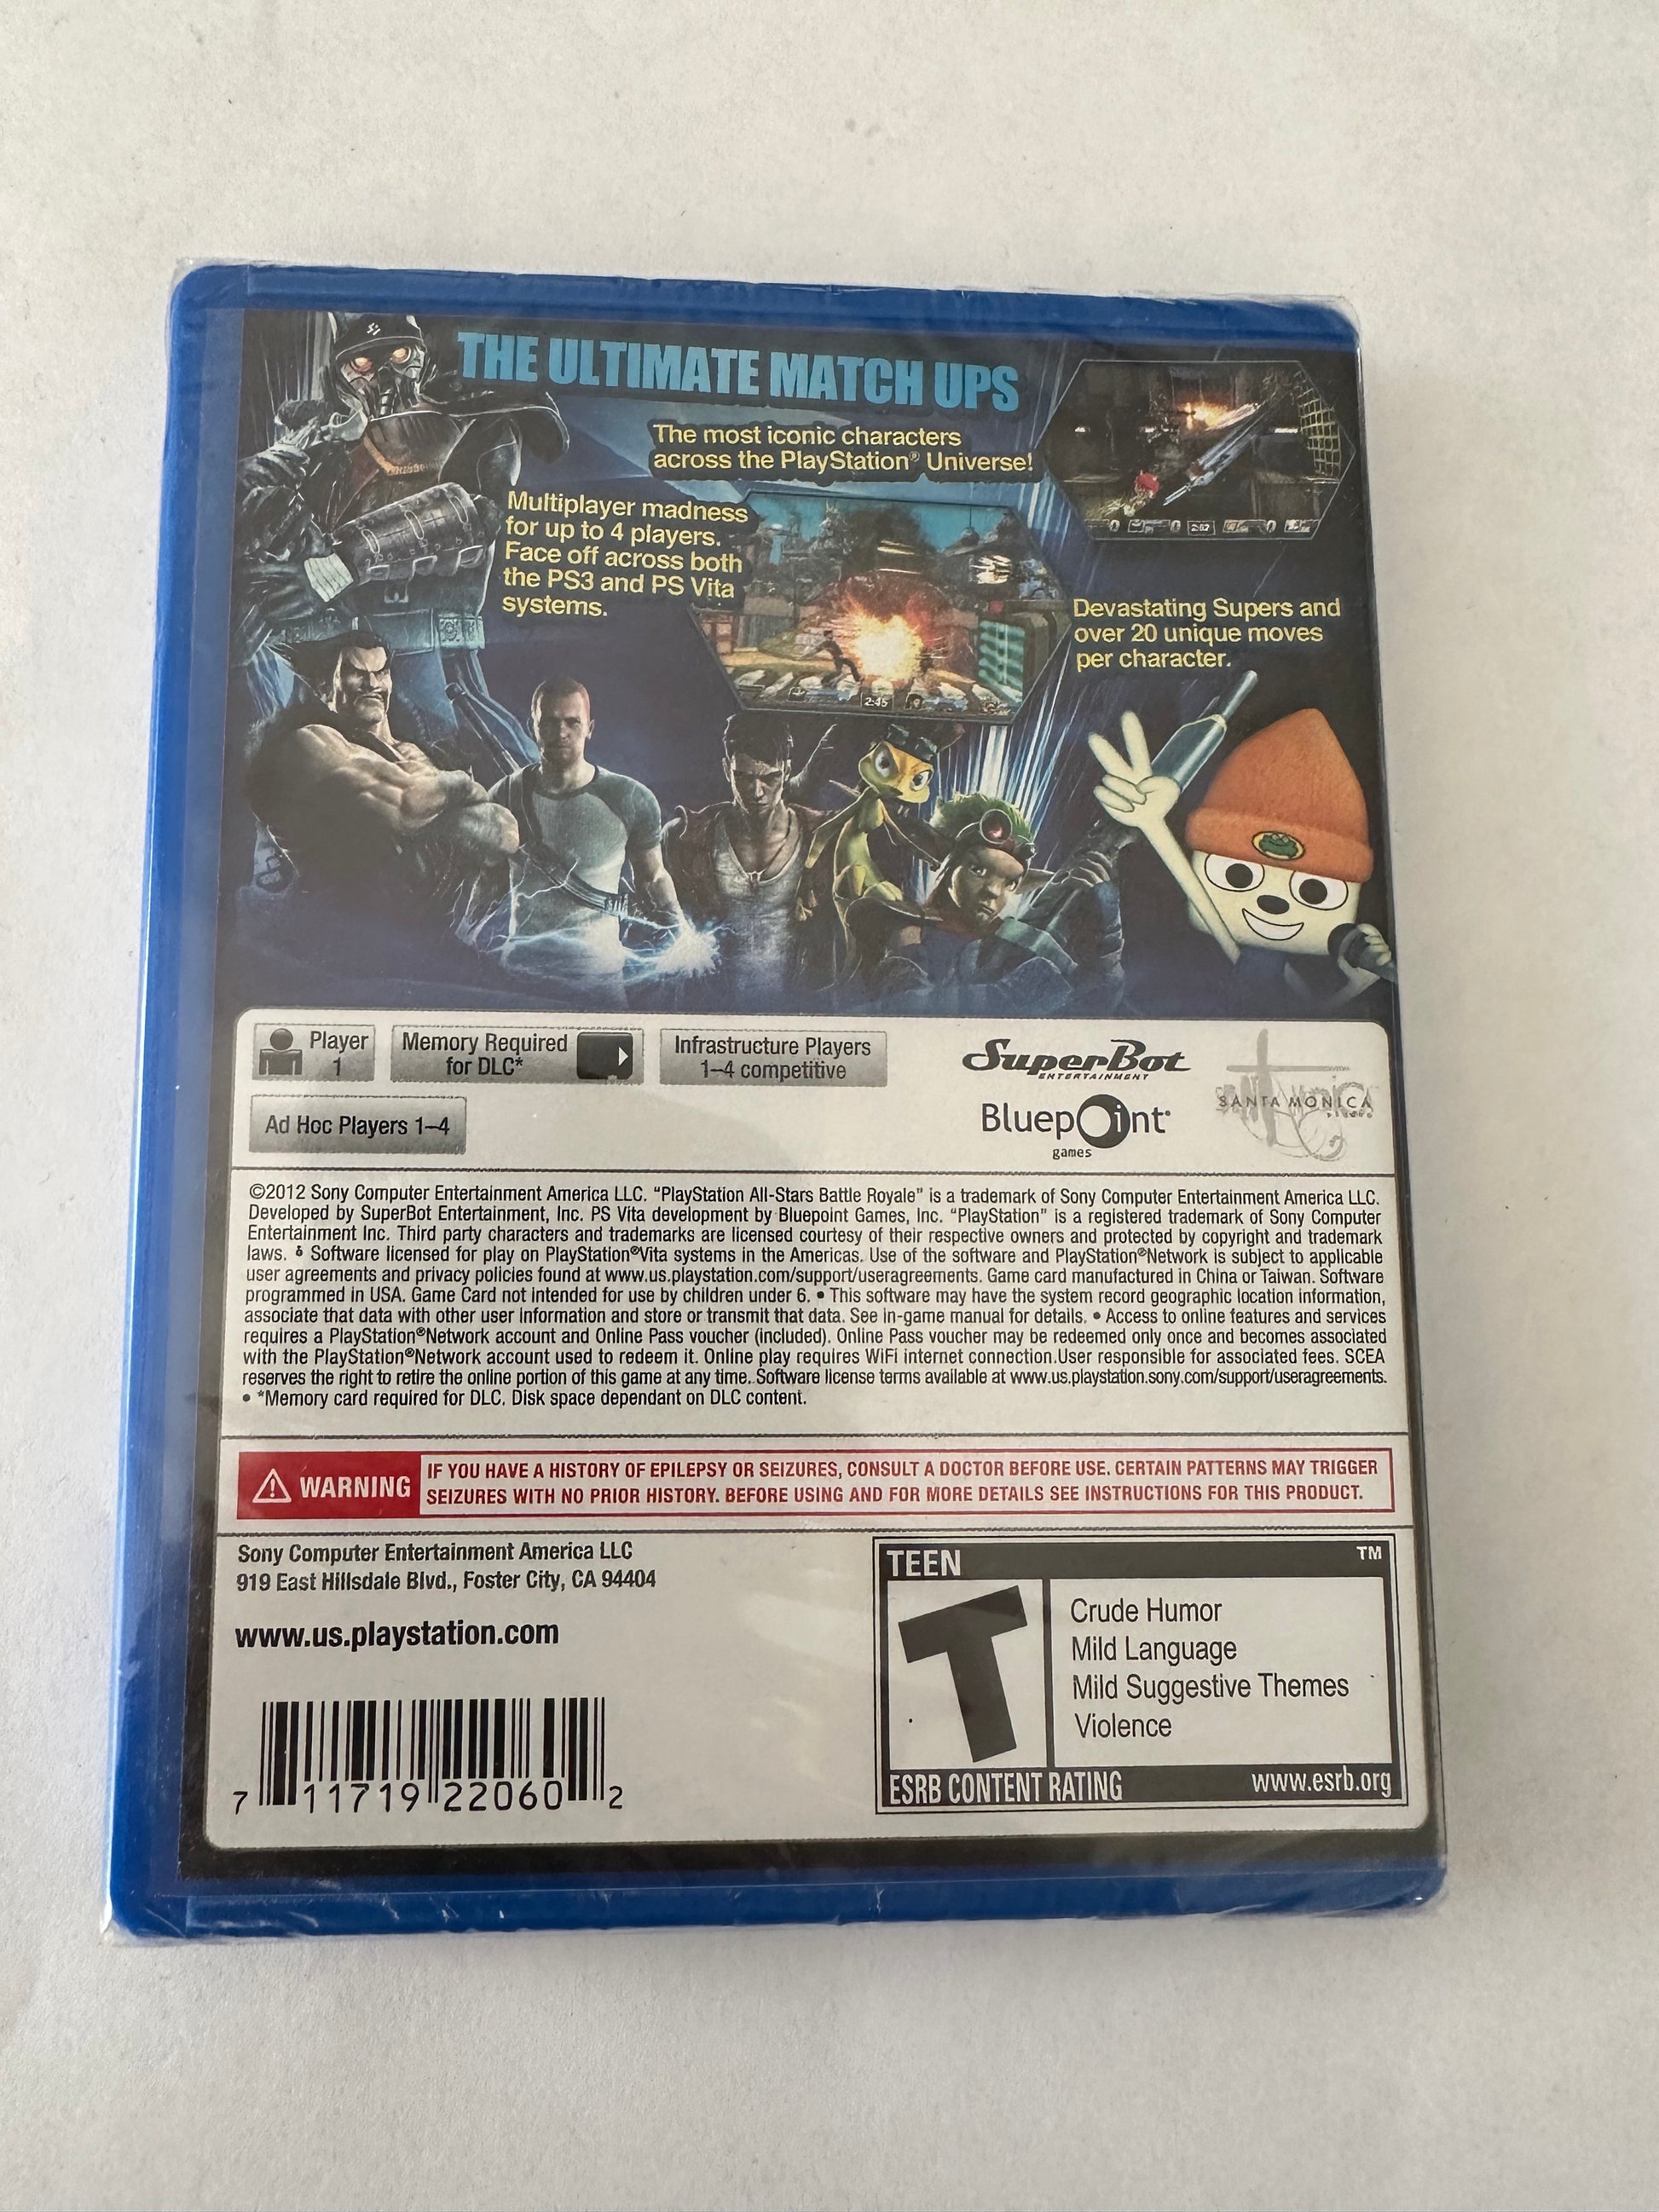 THE ULTIMATE MATCH UPS
The most iconic characters
across the PlayStation® Universe!
Multiplayer madness
for up to 4 players.
Face off across both
the PS3 and PS Vita
systems.
2:45
Devastating Supers and
over 20 unique moves
per character.
Player
1
Memory Required
for DLC*
Infrastructure Players
1–4 competitive
Ad Hoc Players 1–4
SuperBot
ENTERTAINMENT
Bluepoint
games
SANTA MONICA
©2012 Sony Computer Entertainment America LLC. “PlayStation All-Stars Battle Royale” is a trademark of Sony Computer Entertainment America LLC.
Developed by SuperBot Entertainment, Inc. PS Vita development by Bluepoint Games, Inc. “PlayStation” is a registered trademark of Sony Computer
Entertainment Inc. Third party characters and trademarks are licensed courtesy of their respective owners and protected by copyright and trademark
laws. Software licensed for play on PlayStation®Vita systems in the Americas. Use of the software and PlayStation®Network is subject to applicable
user agreements and privacy policies found at www.us.playstation.com/support/useragreements. Game card manufactured in China or Taiwan. Software
programmed in USA. Game Card not intended for use by children under 6. • This software may have the system record geographic location information,
associate that data with other user information and store or transmit that data. See in-game manual for details. • Access to online features and services
requires a PlayStation®Network account and Online Pass voucher (included). Online Pass voucher may be redeemed only once and becomes associated
with the PlayStation®Network account used to redeem it. Online play requires WiFi internet connection.User responsible for associated fees. SCEA
reserves the right to retire the online portion of this game at any time. Software license terms available at www.us.playstation.sony.com/support/useragreements.
• *Memory card required for DLC. Disk space dependant on DLC content.
WARNING
IF YOU HAVE A HISTORY OF EPILEPSY OR SEIZURES, CONSULT A DOCTOR BEFORE USE. CERTAIN PATTERNS MAY TRIGGER
SEIZURES WITH NO PRIOR HISTORY. BEFORE USING AND FOR MORE DETAILS SEE INSTRUCTIONS FOR THIS PRODUCT.
Sony Computer Entertainment America LLC
919 East Hillsdale Blvd., Foster City, CA 94404
www.us.playstation.com
7 11719 22060 2
TEEN ™
T
Crude Humor
Mild Language
Mild Suggestive Themes
Violence
ESRB CONTENT RATING www.esrb.org